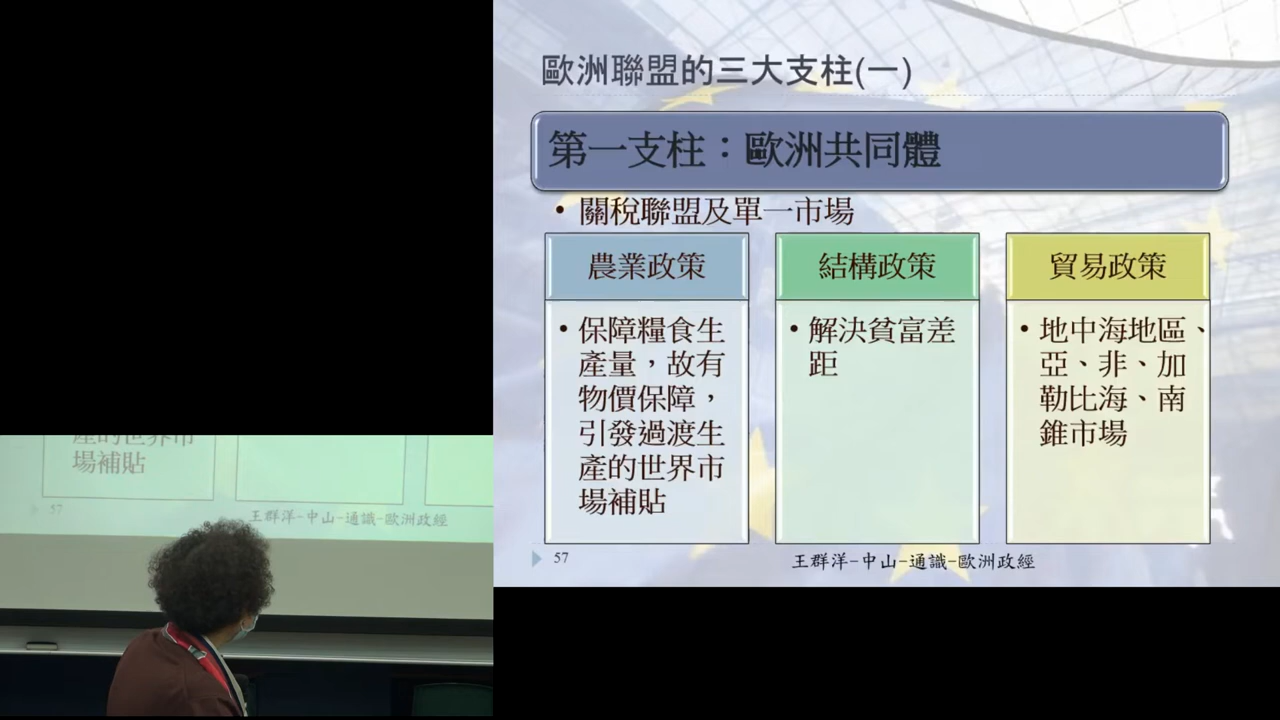 歐洲聯盟的三大支柱(一)
第一支柱：歐洲共同體
• 關稅聯盟及單一市場
農業政策
• 保障糧食生
產量，故有
物價保障，
引發過渡生
產的世界市
場補貼
結構政策
• 解決貧富差
距
貿易政策
• 地中海地區、
亞、非、加
勒比海、南
錐市場
57
王群洋-中山-通識-歐洲政經
產的世界市
場補貼
57
王群洋-中山-通識-歐洲政經